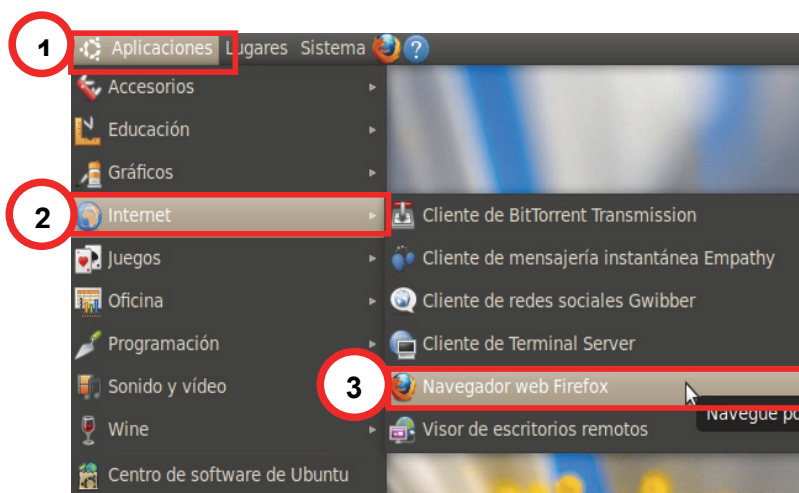 1 Aplicaciones Lugares Sistema
Accesorios
Educación
Gráficos
2 Internet
Juegos
Oficina
Programación
Sonido y vídeo
Wine
Centro de software de Ubuntu
Cliente de BitTorrent Transmission
Cliente de mensajería instantánea Empathy
Cliente de redes sociales Gwibber
Cliente de Terminal Server
3 Navegador web Firefox
Navegue po
Visor de escritorios remotos